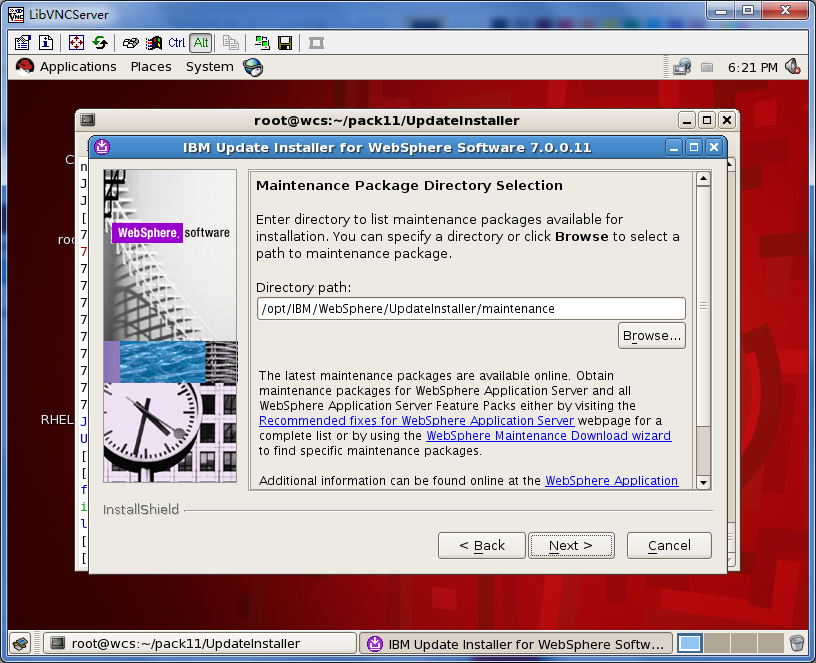 LibVNCServer
Ctrl Alt
Applications Places System 6:21 PM
root@wcs:~/pack11/UpdateInstaller
IBM Update Installer for WebSphere Software 7.0.0.11
WebSphere. software
Maintenance Package Directory Selection
Enter directory to list maintenance packages available for
installation. You can specify a directory or click Browse to select a
path to maintenance package.
Directory path:
/opt/IBM/WebSphere/UpdateInstaller/maintenance
Browse...
The latest maintenance packages are available online. Obtain
maintenance packages for WebSphere Application Server and all
WebSphere Application Server Feature Packs either by visiting the
Recommended fixes for WebSphere Application Server webpage for a
complete list or by using the WebSphere Maintenance Download wizard
to find specific maintenance packages.
Additional information can be found online at the WebSphere Application
InstallShield
< Back Next > Cancel
RHEL
root@wcs:~/pack11/UpdateInstaller
IBM Update Installer for WebSphere Softw...